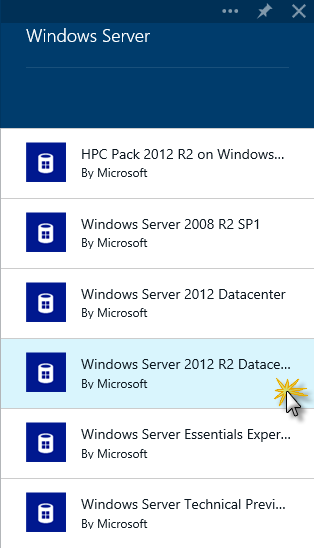 Windows Server
HPC Pack 2012 R2 on Windows...
By Microsoft
Windows Server 2008 R2 SP1
By Microsoft
Windows Server 2012 Datacenter
By Microsoft
Windows Server 2012 R2 Datace...
By Microsoft
Windows Server Essentials Exper...
By Microsoft
Windows Server Technical Previ...
By Microsoft